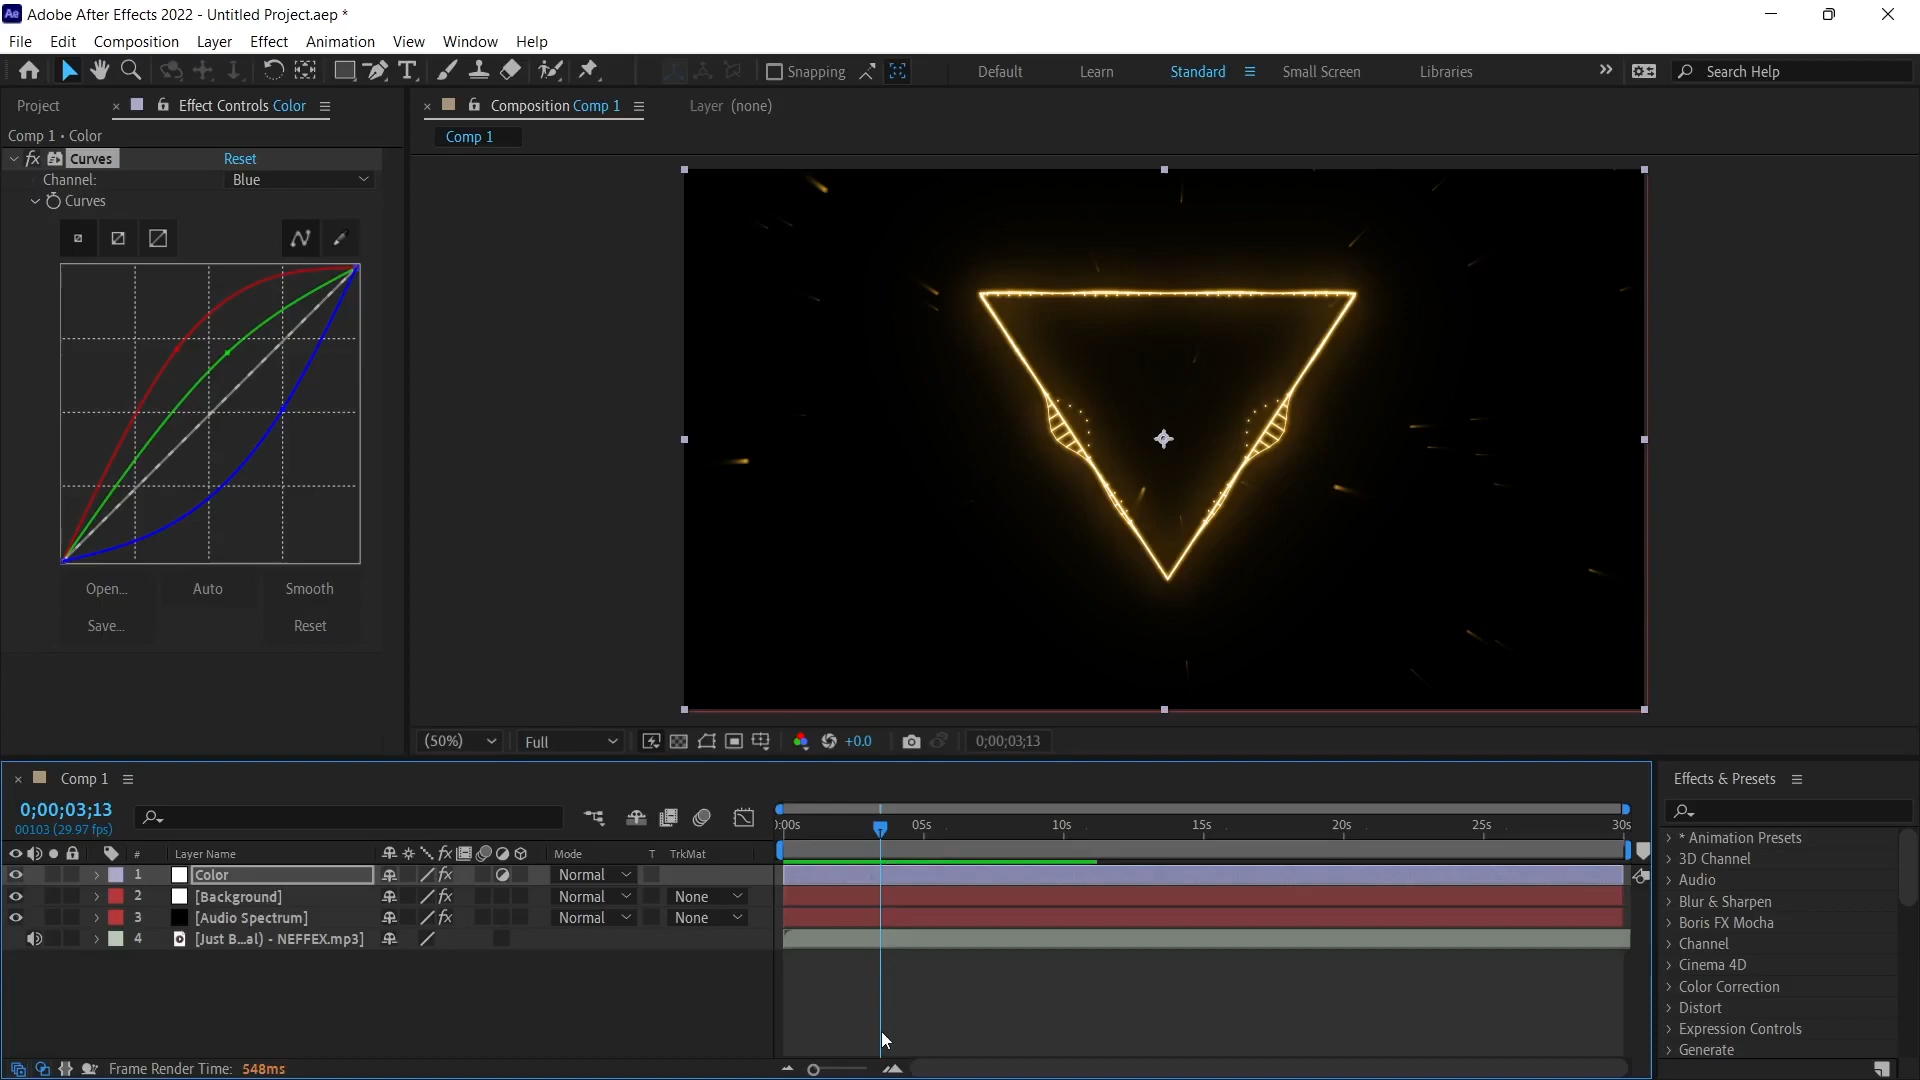 Ae Adobe After Effects 2022 - Untitled Project.aep *
File Edit Composition Layer Effect Animation View Window Help
Snapping Default Learn Standard Small Screen Libraries Search Help
Project Effect Controls Color Composition Comp 1 Layer (none)
Comp 1 • Color Comp 1
fx Curves Reset
Channel: Blue
Curves
Open... Auto Smooth
Save... Reset
(50%) Full +0.0 0;00;03;13
Comp 1 Effects & Presets
0;00;03;13
00103 (29.97 fps)
):00s 05s 10s 15s 20s 25s 30s
# Layer Name fx Mode T TrkMat
1 Color fx Normal
2 [Background] fx Normal None
3 [Audio Spectrum] fx Normal None
4 [Just B...al) - NEFFEX.mp3]
* Animation Presets
3D Channel
Audio
Blur & Sharpen
Boris FX Mocha
Channel
Cinema 4D
Color Correction
Distort
Expression Controls
Generate
Frame Render Time: 548ms